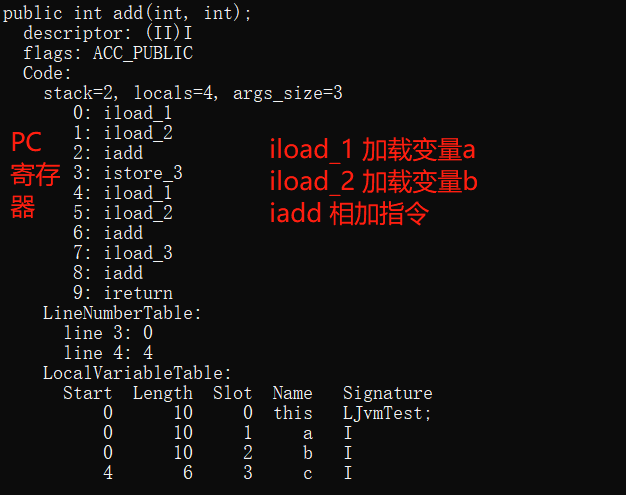 public int add(int, int);
descriptor: (II)I
flags: ACC_PUBLIC
Code:
stack=2, locals=4, args_size=3
0: iload_1
1: iload_2
2: iadd
3: istore_3
4: iload_1
5: iload_2
6: iadd
7: iload_3
8: iadd
9: ireturn
PC
寄存
器
iload_1 加载变量a
iload_2 加载变量b
iadd 相加指令
LineNumberTable:
line 3: 0
line 4: 4
LocalVariableTable:
Start Length Slot Name Signature
0 10 0 this LJvmTest;
0 10 1 a I
0 10 2 b I
4 6 3 c I